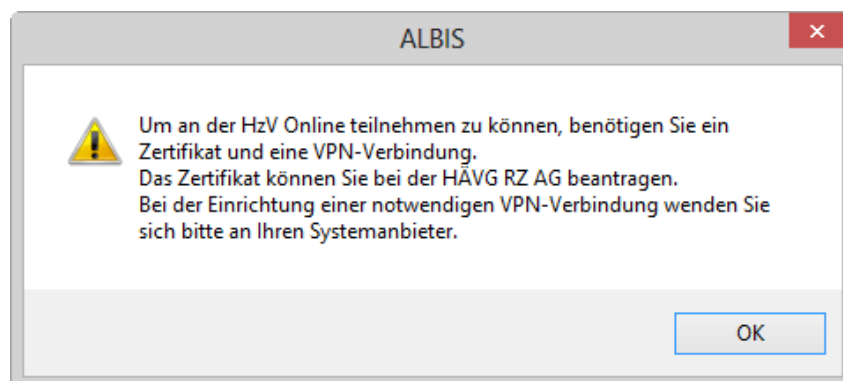 ALBIS
Um an der HzV Online teilnehmen zu können, benötigen Sie ein
Zertifikat und eine VPN-Verbindung.
Das Zertifikat können Sie bei der HÄVG RZ AG beantragen.
Bei der Einrichtung einer notwendigen VPN-Verbindung wenden Sie
sich bitte an Ihren Systemanbieter.
OK